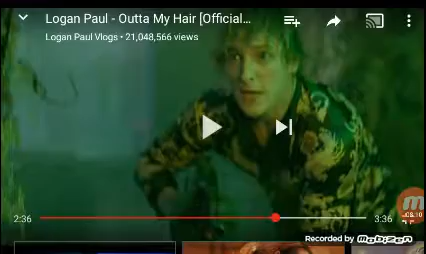 Logan Paul - Outta My Hair [Official...
Logan Paul Vlogs • 21,048,566 views
2:36
3:36
Recorded by Mobizen